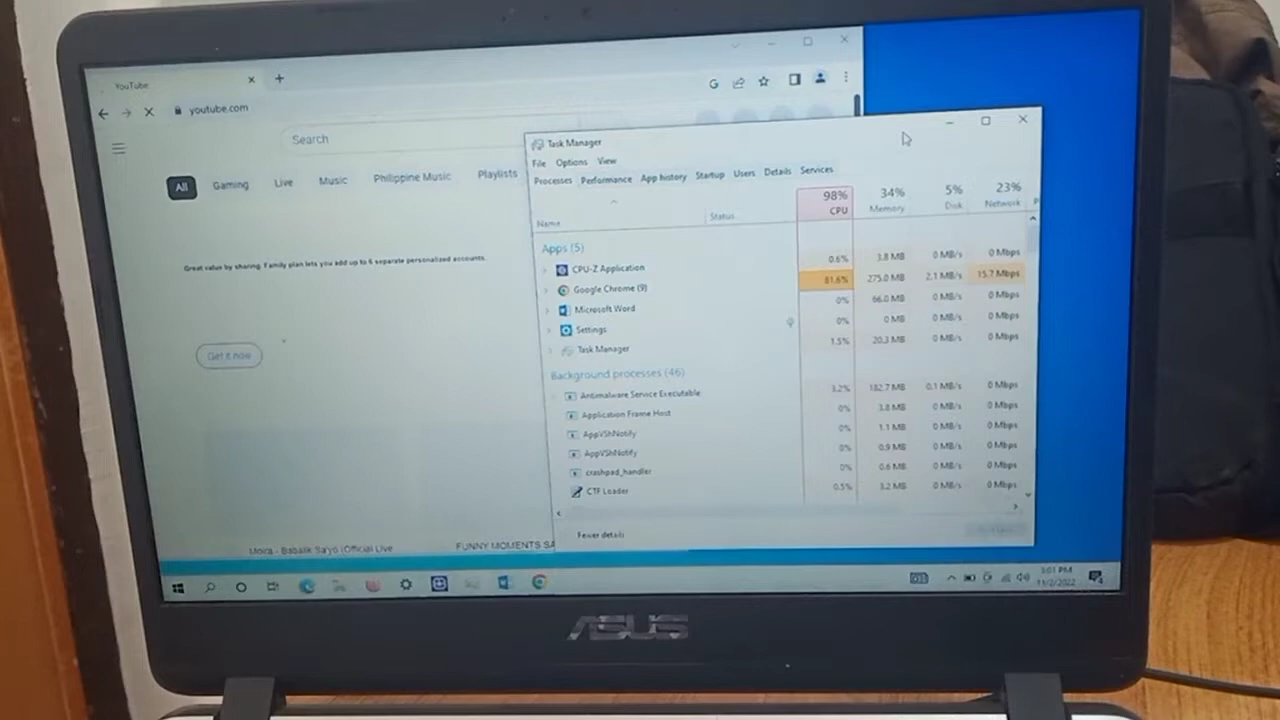 YouTube
youtube.com
Search
All Gaming Live Music Philippine Music Playlists
Great value by sharing. Family plan lets you add up to 6 separate personalized accounts.
Get it now
Moira - Babalik Sa'yo (Official Live
FUNNY MOMENTS SA
Task Manager
File Options View
Processes Performance App history Startup Users Details Services
98% 34% 5% 23%
Name Status CPU Memory Disk Network P
Apps (5)
CPU-Z Application 0.6% 3.8 MB 0 MB/s 0 Mbps
Google Chrome (9) 81.6% 275.0 MB 2.1 MB/s 15.7 Mbps
Microsoft Word 0% 66.0 MB 0 MB/s 0 Mbps
Settings 0% 0 MB 0 MB/s 0 Mbps
Task Manager 1.5% 20.3 MB 0 MB/s 0 Mbps
Background processes (46)
Antimalware Service Executable 3.2% 182.7 MB 0.1 MB/s 0 Mbps
Application Frame Host 0% 3.8 MB 0 MB/s 0 Mbps
AppVShNotify 0% 1.1 MB 0 MB/s 0 Mbps
AppVShNotify 0% 0.9 MB 0 MB/s 0 Mbps
crashpad_handler 0% 0.6 MB 0 MB/s 0 Mbps
CTF Loader 0.5% 3.2 MB 0 MB/s 0 Mbps
Fewer details
3:01 PM
11/2/2022
ASUS